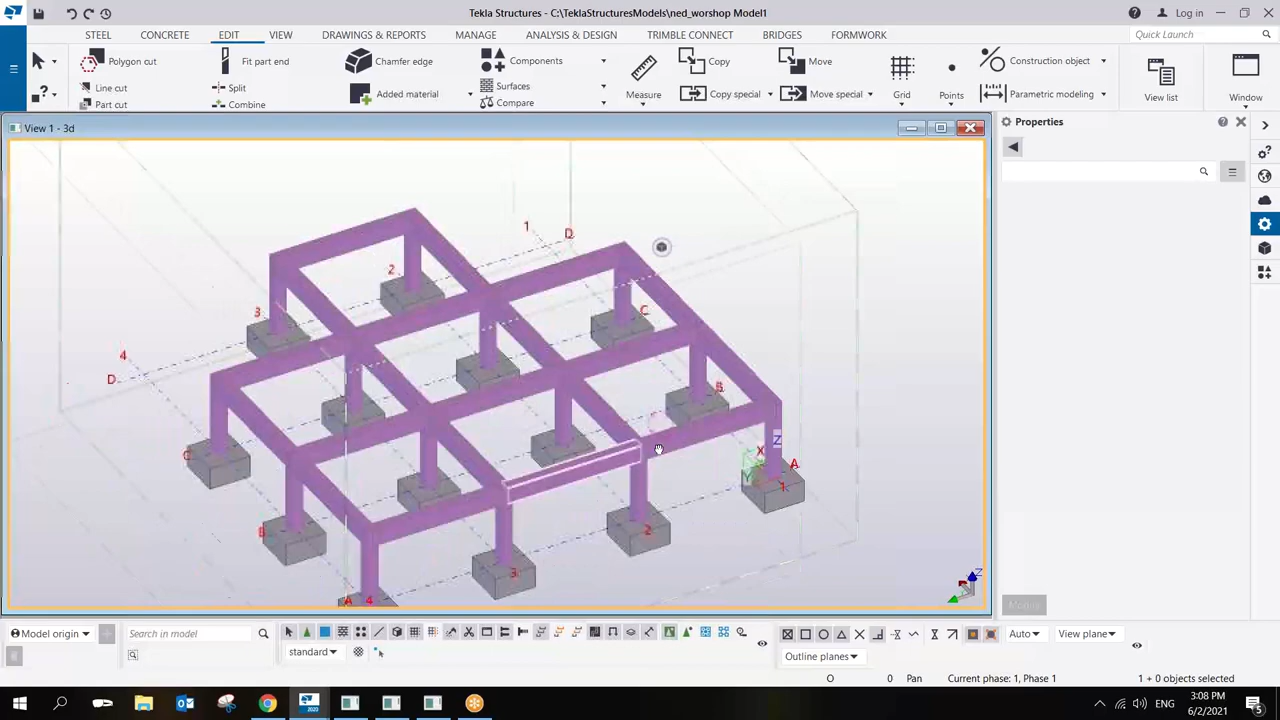 Tekla Structures - C:\TeklaStructuresModels\ned_workshop Model1
Log in
STEEL CONCRETE EDIT VIEW DRAWINGS & REPORTS MANAGE ANALYSIS & DESIGN TRIMBLE CONNECT BRIDGES FORMWORK
Quick Launch
Polygon cut Fit part end Chamfer edge Components Copy Move Construction object
Line cut Split Surfaces
Part cut Combine Added material Compare Measure Copy special Move special Grid Points Parametric modeling View list Window
View 1 - 3d
Properties
1 D
2
3 C
4
D
B
C X Z A
1
B 2
3
A 4
Z
Modify
Model origin Search in model Auto View plane
standard Outline planes
O 0 Pan Current phase: 1, Phase 1 1 + 0 objects selected
2020 ENG 3:08 PM
6/2/2021 5